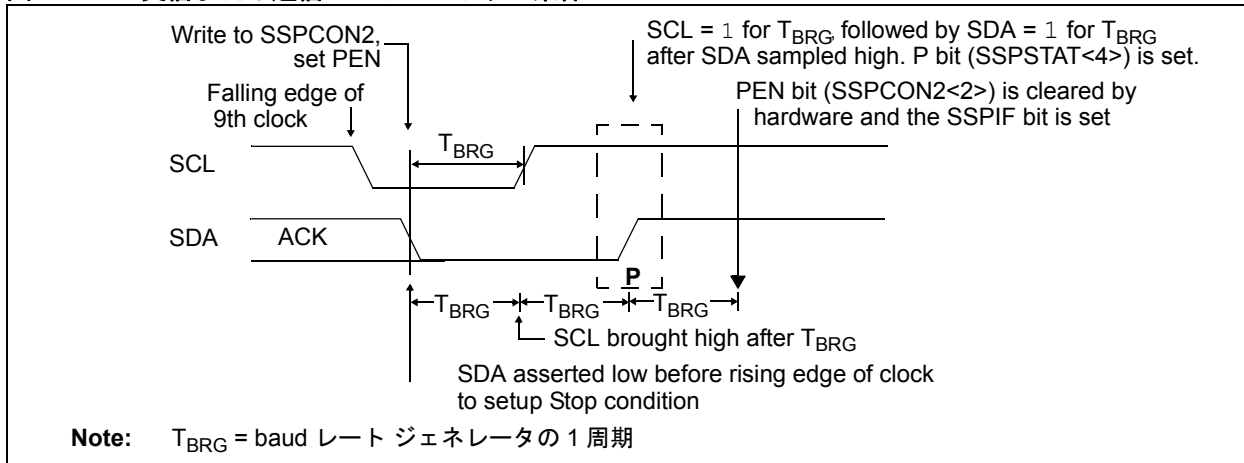 Write to SSPCON2,
set PEN
SCL = 1 for TBRG, followed by SDA = 1 for TBRG
after SDA sampled high. P bit (SSPSTAT<4>) is set.
Falling edge of
9th clock
PEN bit (SSPCON2<2>) is cleared by
hardware and the SSPIF bit is set
TBRG
SCL
SDA
ACK
P
TBRG
TBRG
TBRG
SCL brought high after TBRG
SDA asserted low before rising edge of clock
to setup Stop condition
Note: TBRG = baud レート ジェネレータの 1 周期